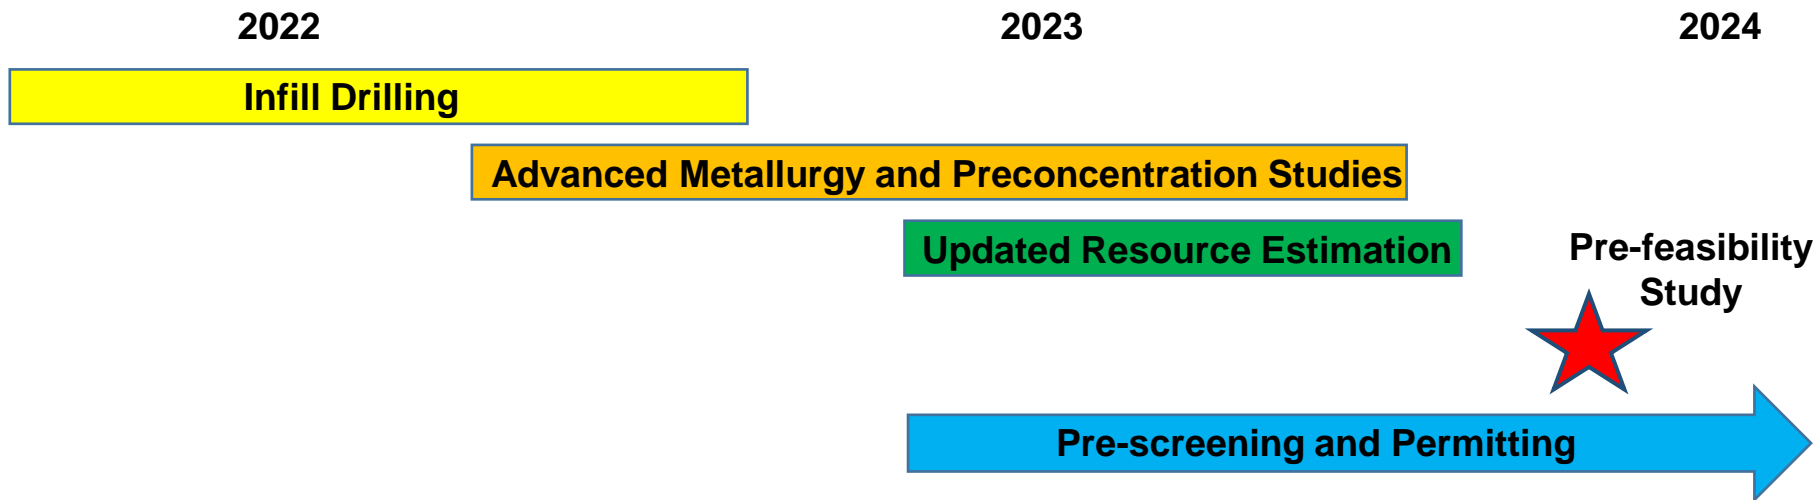 2022 2023 2024
Infill Drilling
Advanced Metallurgy and Preconcentration Studies
Updated Resource Estimation
Pre-feasibility
Study
Pre-screening and Permitting